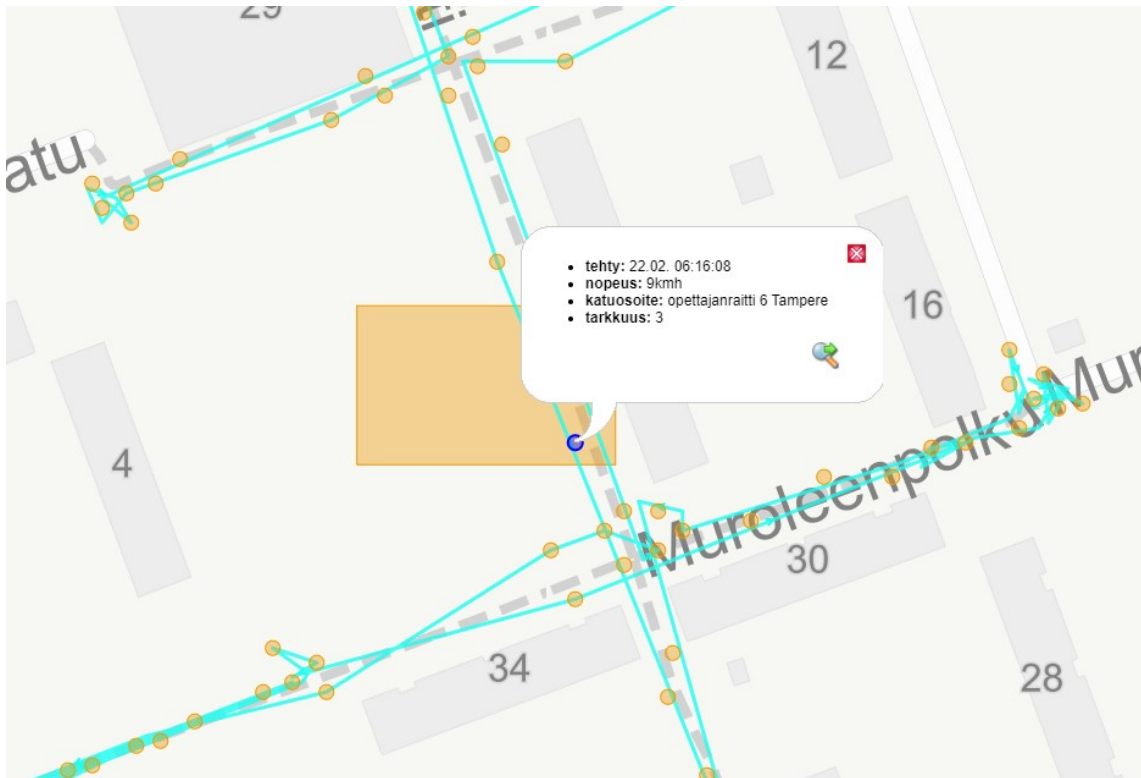 29
12
atu
tehty: 22.02. 06:16:08
nopeus: 9kmh
katuosoite: opettajanraitti 6 Tampere
tarkkuus: 3
16
4
Muroleenpolku
Mur
30
34
28